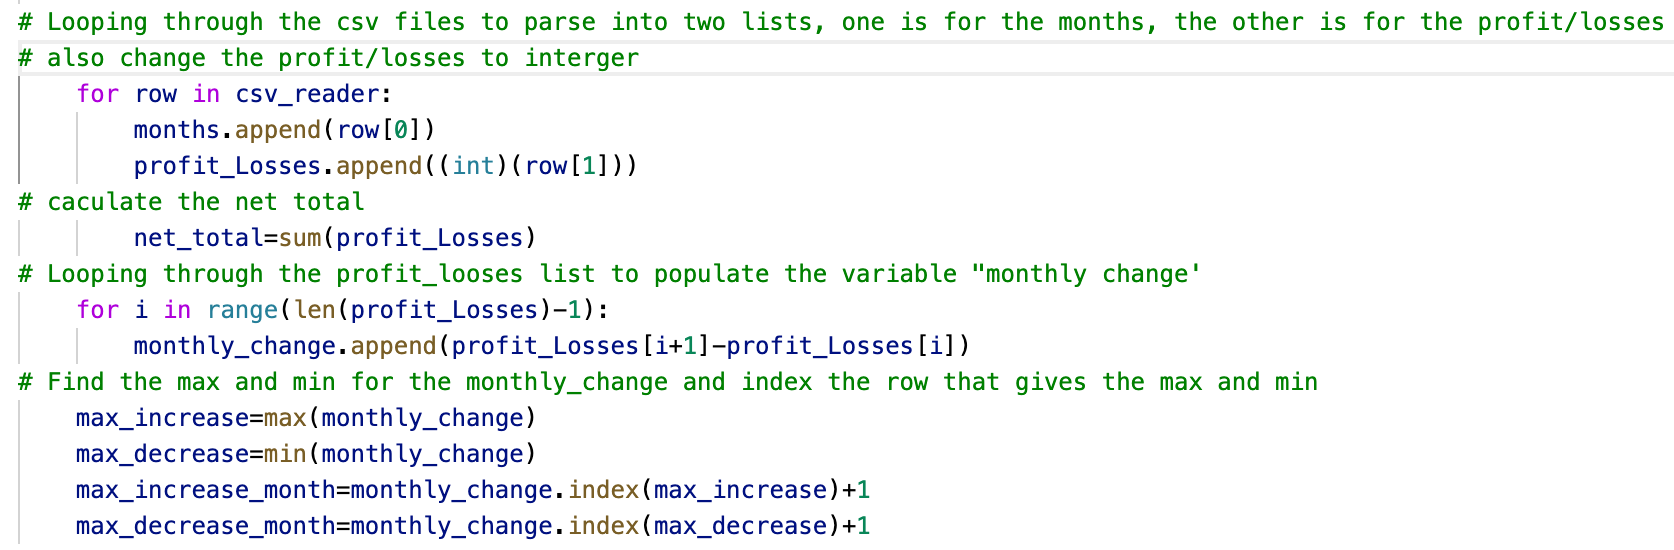 # Looping through the csv files to parse into two lists, one is for the months, the other is for the profit/losses
# also change the profit/losses to interger
    for row in csv_reader:
        months.append(row[0])
        profit_Losses.append((int)(row[1]))
# caculate the net total
        net_total=sum(profit_Losses)
# Looping through the profit_looses list to populate the variable "monthly change'
    for i in range(len(profit_Losses)-1):
        monthly_change.append(profit_Losses[i+1]-profit_Losses[i])
# Find the max and min for the monthly_change and index the row that gives the max and min
    max_increase=max(monthly_change)
    max_decrease=min(monthly_change)
    max_increase_month=monthly_change.index(max_increase)+1
    max_decrease_month=monthly_change.index(max_decrease)+1